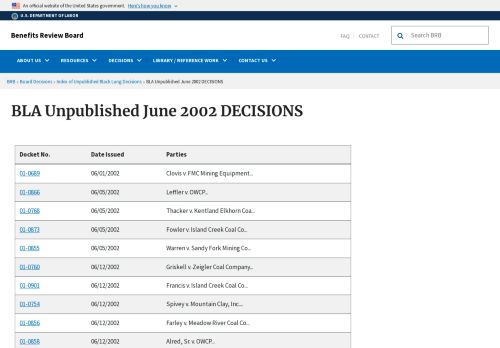 An official website of the United States government. Here's how you know
U.S. DEPARTMENT OF LABOR
Benefits Review Board
FAQ CONTACT
Search BRB
ABOUT US RESOURCES DECISIONS LIBRARY / REFERENCE WORK CONTACT US
BRB » Board Decisions » Index of Unpublished Black Lung Decisions » BLA Unpublished June 2002 DECISIONS
BLA Unpublished June 2002 DECISIONS
Docket No. Date Issued Parties
01-0689 06/01/2002 Clovis v FMC Mining Equipment...
01-0866 06/05/2002 Leffler v. OWCP...
01-0788 06/05/2002 Thacker v. Kentland Elkhorn Coa...
01-0873 06/05/2002 Fowler v. Island Creek Coal Co...
01-0855 06/05/2002 Warren v. Sandy Fork Mining Co...
01-0760 06/12/2002 Griskell v. Zeigler Coal Company...
01-0901 06/12/2002 Francis v. Island Creek Coal Co...
01-0754 06/12/2002 Spivey v. Mountain Clay, Inc...
01-0856 06/12/2002 Farley v. Meadow River Coal Co...
01-0858 06/12/2002 Alred, Sr. v. OWCP...